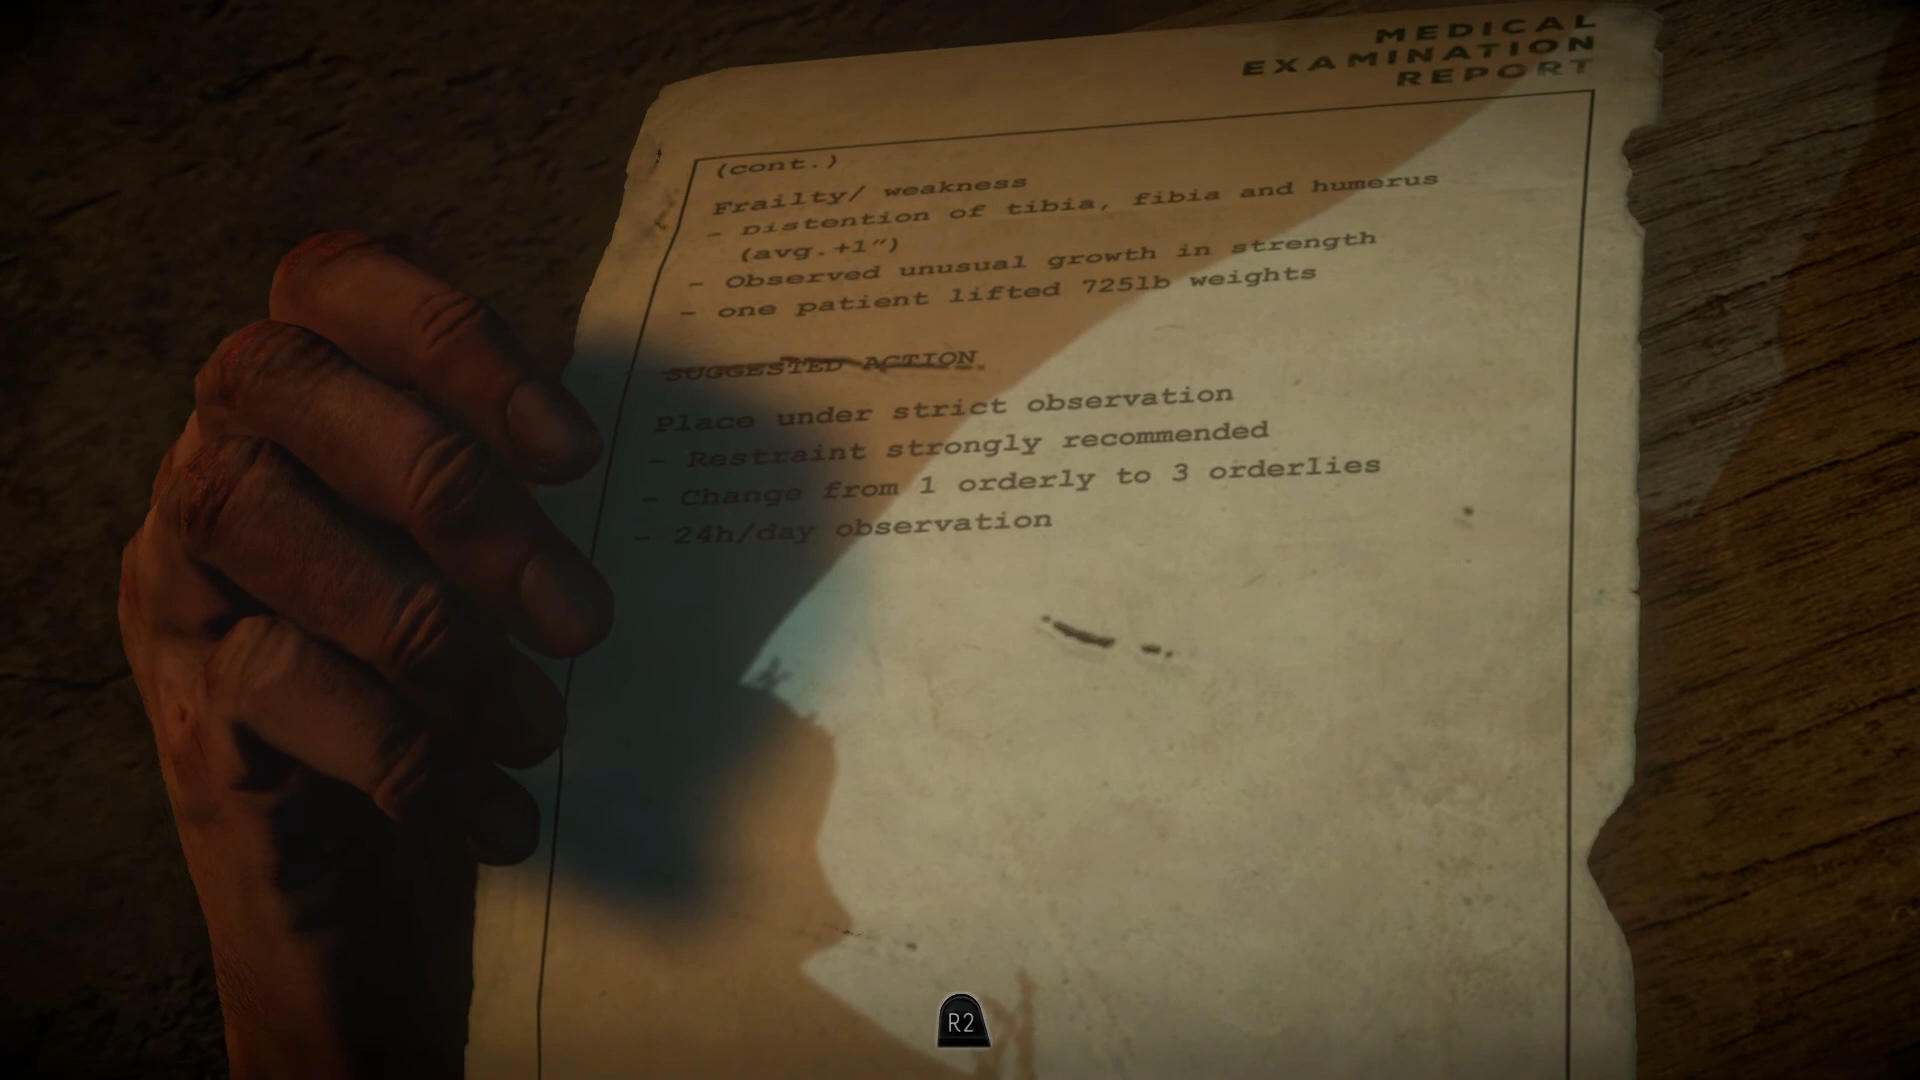 MEDICAL
EXAMINATION
REPORT
(cont.)
Frailty/ weakness
- Distention of tibia, fibia and humerus
(avg.+1”)
- Observed unusual growth in strength
- one patient lifted 725lb weights
SUGGESTED ACTION.
Place under strict observation
- Restraint strongly recommended
- Change from 1 orderly to 3 orderlies
- 24h/day observation
R2